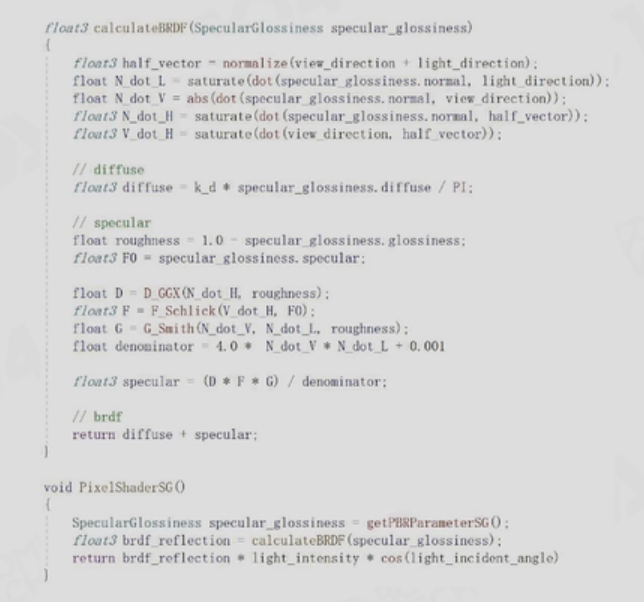 float3 calculateBRDF(SpecularGlossiness specular_glossiness)
{
float3 half_vector = normalize(view_direction + light_direction);
float N_dot_L = saturate(dot(specular_glossiness.normal, light_direction));
float N_dot_V = abs(dot(specular_glossiness.normal, view_direction));
float3 N_dot_H = saturate(dot(specular_glossiness.normal, half_vector));
float3 V_dot_H = saturate(dot(view_direction, half_vector));
// diffuse
float3 diffuse = k_d * specular_glossiness.diffuse / PI;
// specular
float roughness = 1.0 - specular_glossiness.glossiness;
float3 F0 = specular_glossiness.specular;
float D = D_GGX(N_dot_H, roughness);
float3 F = F_Schlick(V_dot_H, F0);
float G = G_Smith(N_dot_V, N_dot_L, roughness);
float denominator = 4.0 * N_dot_V * N_dot_L + 0.001
float3 specular = (D * F * G) / denominator;
// brdf
return diffuse + specular;
}
void PixelShaderSG()
{
SpecularGlossiness specular_glossiness = getPBRParameterSG();
float3 brdf_reflection = calculateBRDF(specular_glossiness);
return brdf_reflection * light_intensity * cos(light_incident_angle)
}